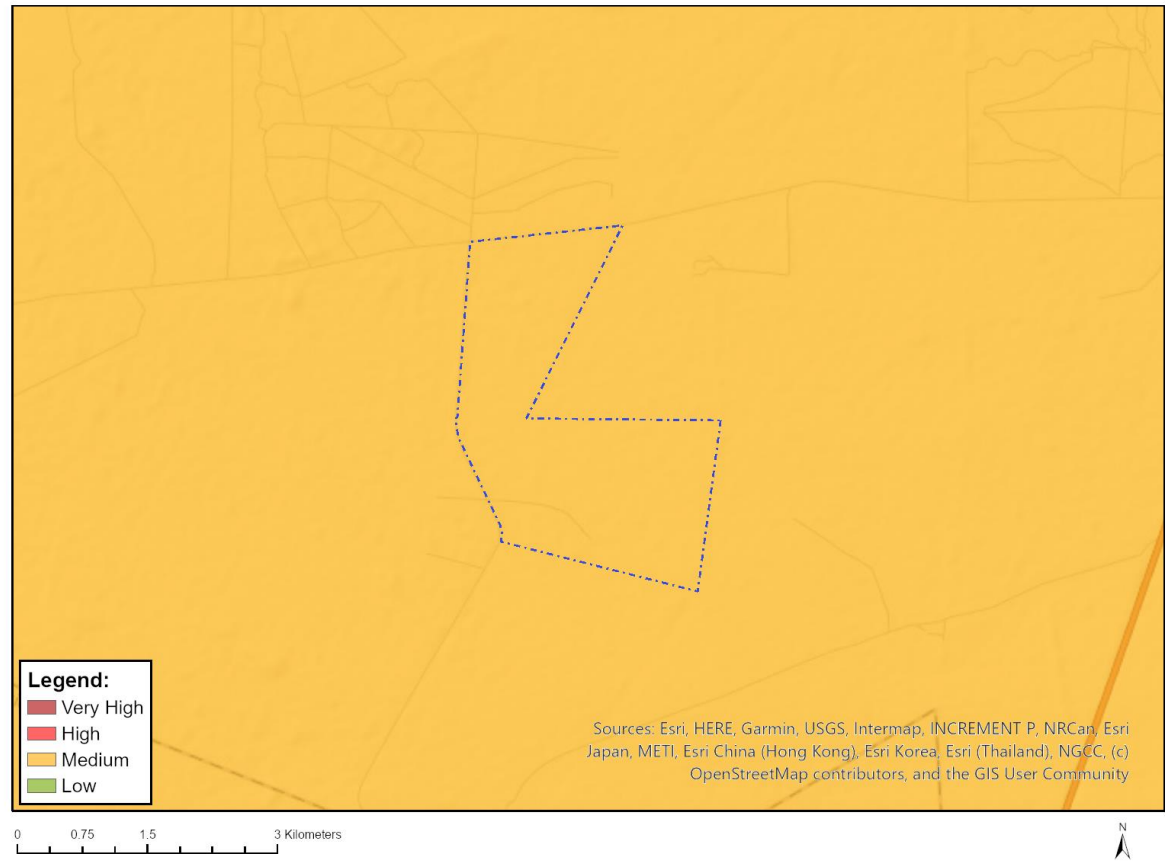 Legend:
Very High
High
Medium
Low
Sources: Esri, HERE, Garmin, USGS, Intermap, INCREMENT P, NRCan, Esri
Japan, METI, Esri China (Hong Kong), Esri Korea, Esri (Thailand), NGCC, (c)
OpenStreetMap contributors, and the GIS User Community
0 0.75 1.5 3 Kilometers
N